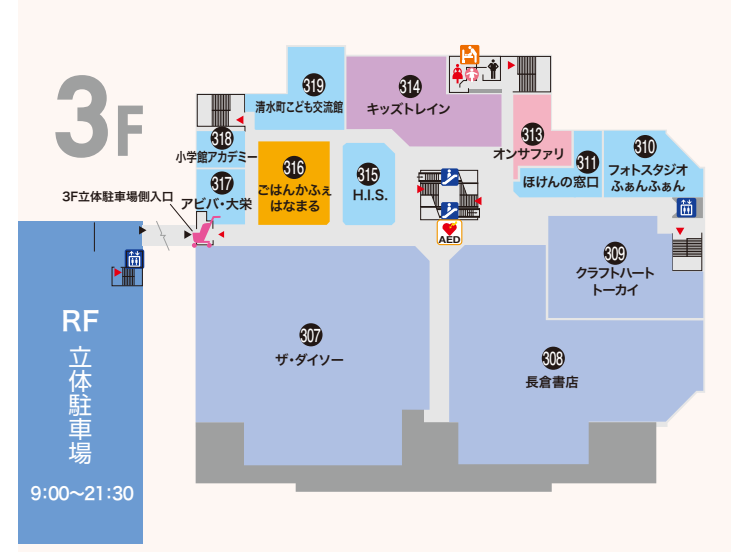 3F
319
清水町こども交流館
314
キッズトレイン
313
オンサファリ
318
小学館アカデミー
316
ごはんかふぇ
はなまる
315
H.I.S.
311
ほけんの窓口
310
フォトスタジオ
ふぁんふぁん
317
アビバ・大栄
3F立体駐車場側入口
AED
309
クラフトハート
トーカイ
307
ザ・ダイソー
308
長倉書店
RF
立体駐車場
9:00〜21:30